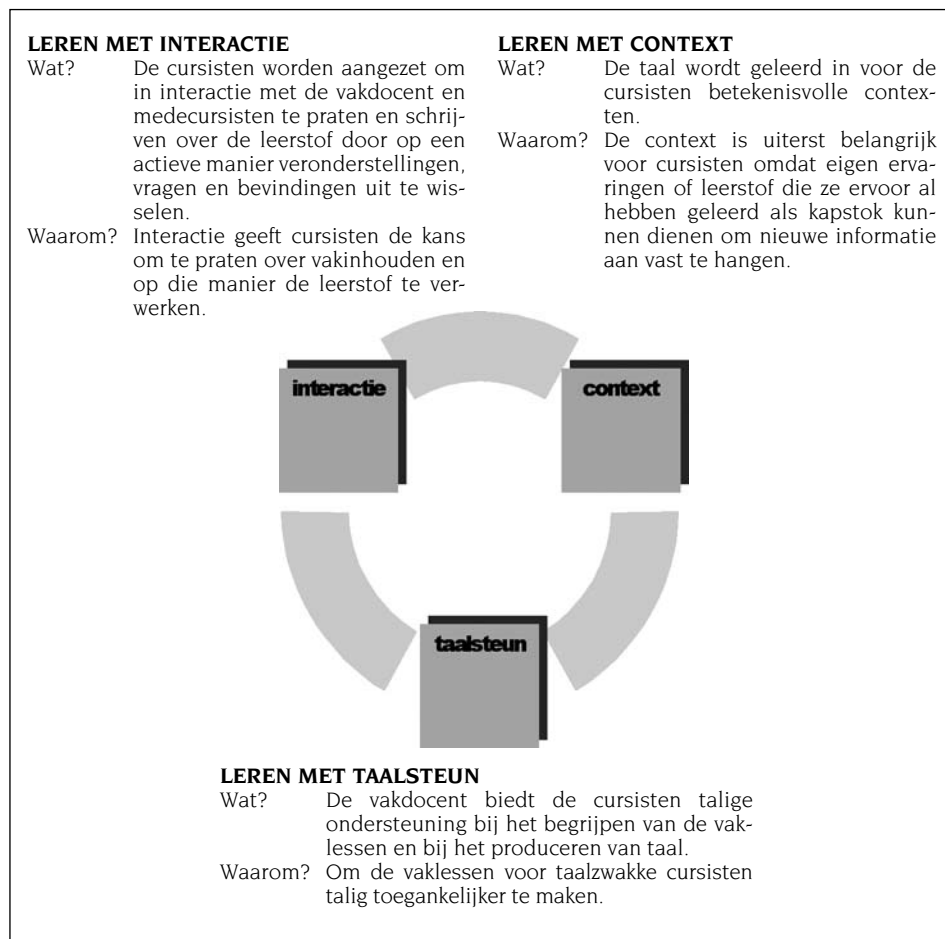 LEREN MET INTERACTIE
Wat? De cursisten worden aangezet om
in interactie met de vakdocent en
medecursisten te praten en schrij-
ven over de leerstof door op een
actieve manier veronderstellingen,
vragen en bevindingen uit te wis-
selen.
Waarom? Interactie geeft cursisten de kans
om te praten over vakinhouden en
op die manier de leerstof te ver-
werken.
LEREN MET CONTEXT
Wat? De taal wordt geleerd in voor de
cursisten betekenisvolle contex-
ten.
Waarom? De context is uiterst belangrijk
voor cursisten omdat eigen erva-
ringen of leerstof die ze ervoor al
hebben geleerd als kapstok kun-
nen dienen om nieuwe informatie
aan vast te hangen.
interactie
context
taalsteun
LEREN MET TAALSTEUN
Wat? De vakdocent biedt de cursisten talige
ondersteuning bij het begrijpen van de vak-
lessen en bij het produceren van taal.
Waarom? Om de vaklessen voor taalzwakke cursisten
talig toegankelijker te maken.